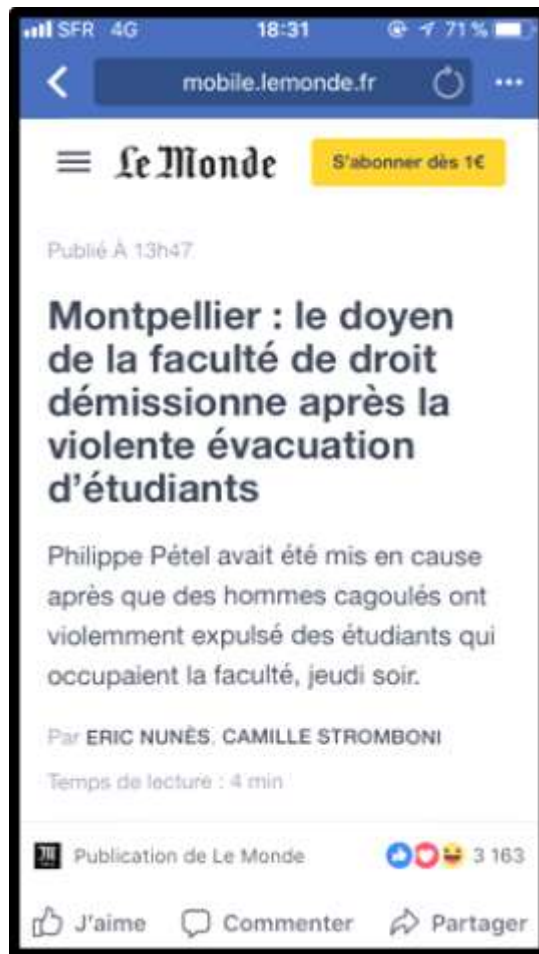 SFR 4G 18:31 71 %
mobile.lemonde.fr
Le Monde S'abonner dès 1€
Publié À 13h47
Montpellier : le doyen
de la faculté de droit
démissionne après la
violente évacuation
d'étudiants
Philippe Pétel avait été mis en cause
après que des hommes cagoulés ont
violemment expulsé des étudiants qui
occupaient la faculté, jeudi soir.
Par ERIC NUNÈS, CAMILLE STROMBONI
Temps de lecture : 4 min
Publication de Le Monde 3 163
J'aime Commenter Partager